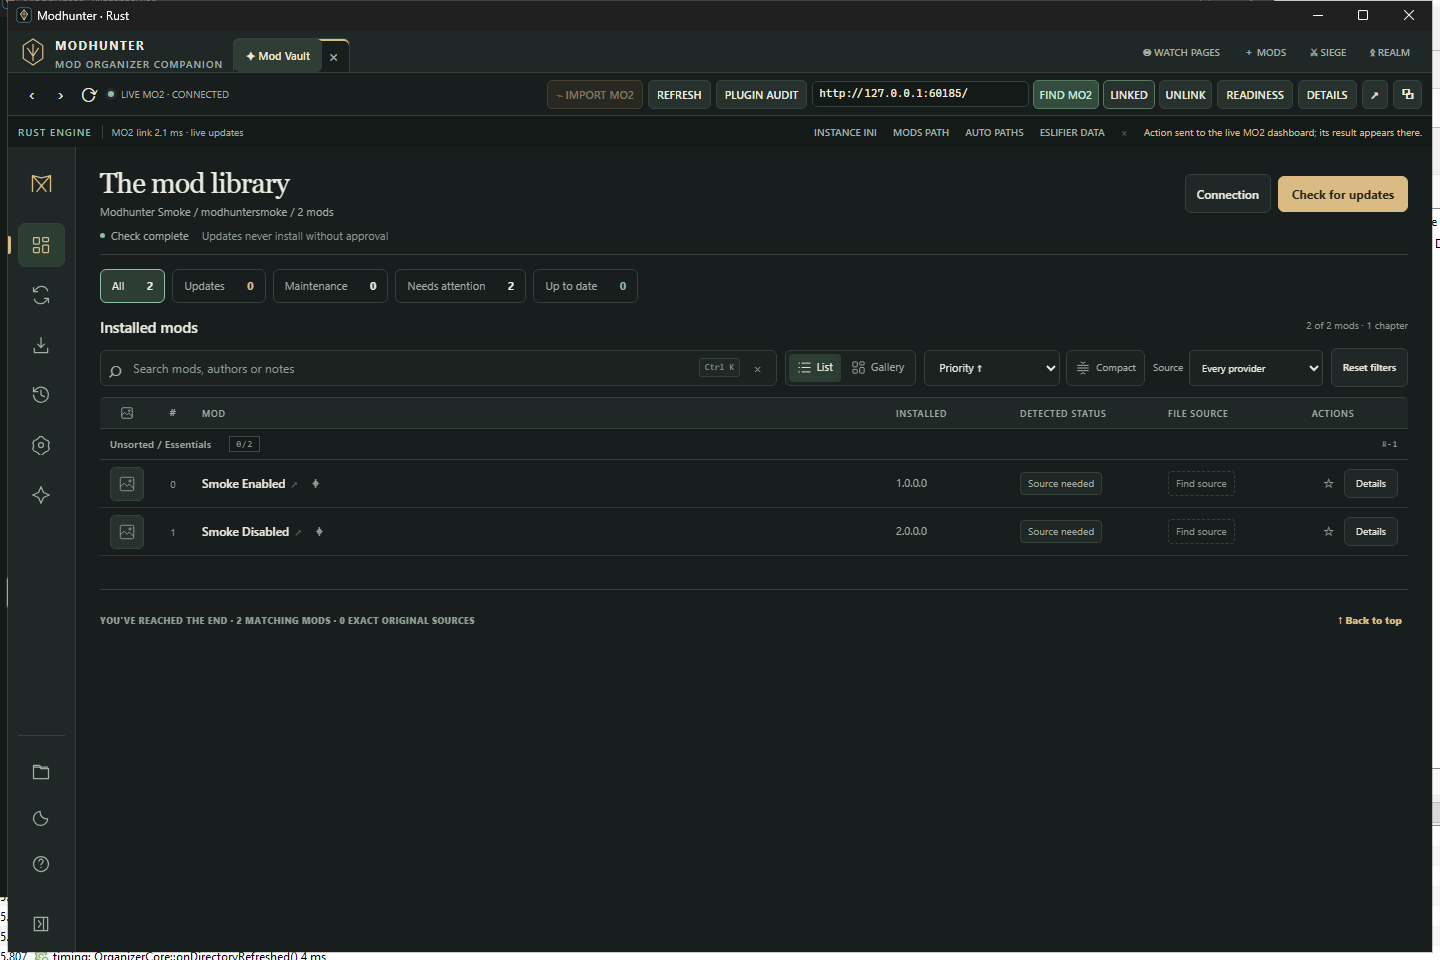 Modhunter · Rust
MODHUNTER
MOD ORGANIZER COMPANION
✦ Mod Vault ×
WATCH PAGES + MODS SIEGE REALM
LIVE MO2 · CONNECTED
~ IMPORT MO2 REFRESH PLUGIN AUDIT http://127.0.0.1:60185/ FIND MO2 LINKED UNLINK READINESS DETAILS ↗
RUST ENGINE MO2 link 2.1 ms · live updates
INSTANCE INI MODS PATH AUTO PATHS ESLIFIER DATA × Action sent to the live MO2 dashboard; its result appears there.
The mod library
Modhunter Smoke / modhuntersmoke / 2 mods
Connection Check for updates
Check complete Updates never install without approval
All 2 Updates 0 Maintenance 0 Needs attention 2 Up to date 0
Installed mods
2 of 2 mods · 1 chapter
Search mods, authors or notes Ctrl K × List Gallery Priority ↑ Compact Source Every provider Reset filters
# MOD INSTALLED DETECTED STATUS FILE SOURCE ACTIONS
Unsorted / Essentials 0/2 #-1
0 Smoke Enabled ↗ 1.0.0.0 Source needed Find source ☆ Details
1 Smoke Disabled ↗ 2.0.0.0 Source needed Find source ☆ Details
YOU'VE REACHED THE END · 2 MATCHING MODS · 0 EXACT ORIGINAL SOURCES
↑ Back to top
5.807 timing: OrganizerCore::onDirectoryRefreshed() 4 ms